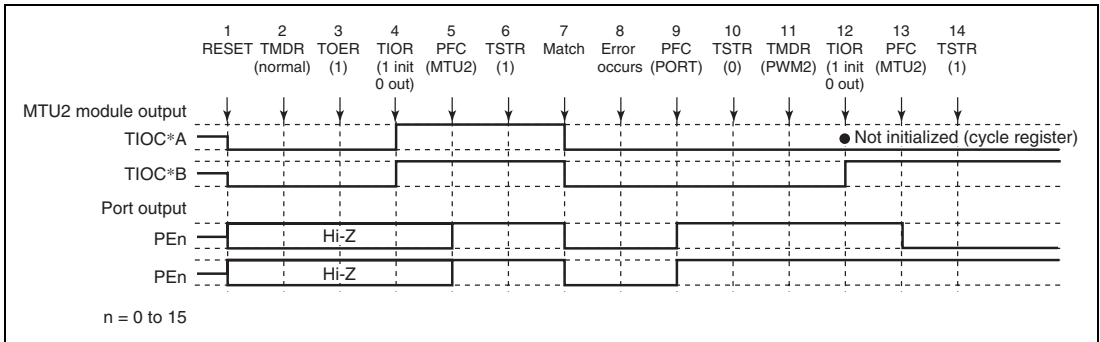 1 2 3 4 5 6 7 8 9 10 11 12 13 14
RESET TMDR TOER TIOR PFC TSTR Match Error PFC TSTR TMDR TIOR PFC TSTR
(normal) (1) (1 init (MTU2) (1) occurs (PORT) (0) (PWM2) (1 init (MTU2) (1)
0 out) 0 out)
MTU2 module output
TIOC*A
● Not initialized (cycle register)
TIOC*B
Port output
PEn Hi-Z
PEn Hi-Z
n = 0 to 15